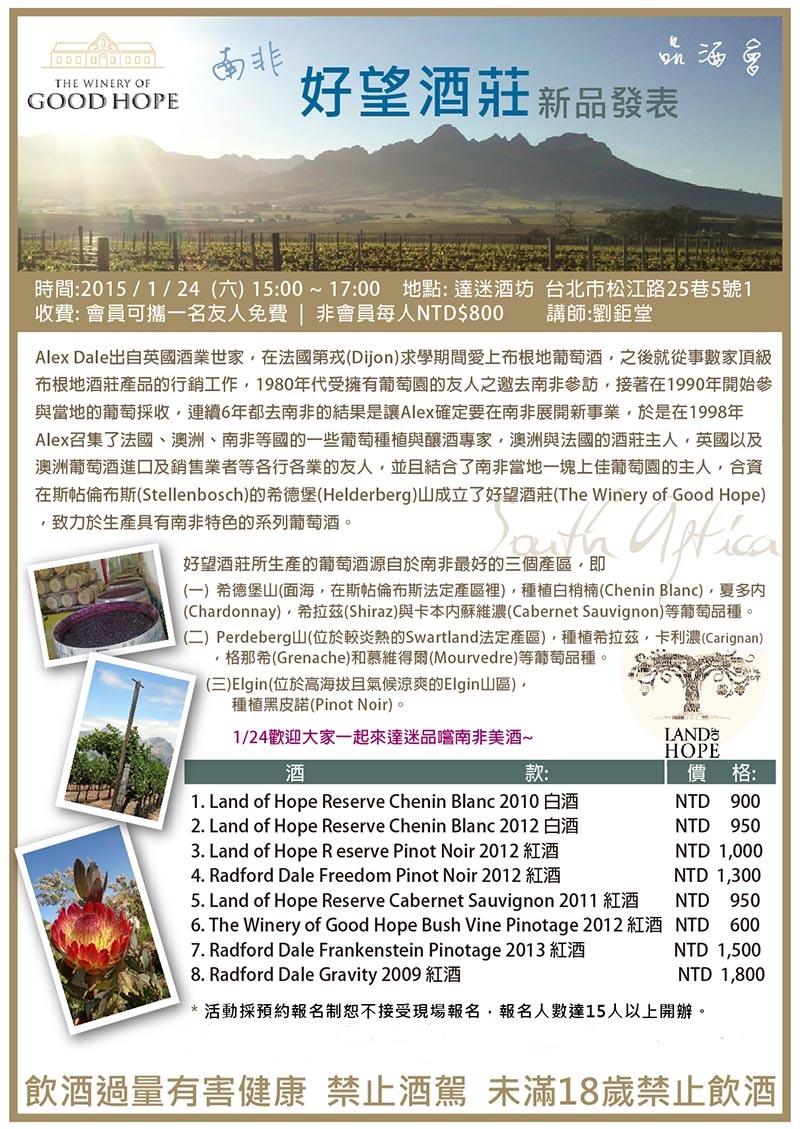 THE WINERY OF
GOOD HOPE
南非 好望酒莊 新品發表
品酒會
時間:2015 / 1 / 24 (六) 15:00 ~ 17:00 地點: 達迷酒坊 台北市松江路25巷5號1
收費: 會員可攜一名友人免費 | 非會員每人NTD$800 講師:劉鉅堂
Alex Dale出自英國酒業世家，在法國第戎(Dijon)求學期間愛上布根地葡萄酒，之後就從事數家頂級
布根地酒莊產品的行銷工作，1980年代受擁有葡萄園的友人之邀去南非參訪，接著在1990年開始參
與當地的葡萄採收，連續6年都去南非的結果是讓Alex確定要在南非展開新事業，於是在1998年
Alex召集了法國、澳洲、南非等國的一些葡萄種植與釀酒專家，澳洲與法國的酒莊主人，英國以及
澳洲葡萄酒進口及銷售業者等各行各業的友人，並且結合了南非當地一塊上佳葡萄園的主人，合資
在斯帖倫布斯(Stellenbosch)的希德堡(Helderberg)山成立了好望酒莊(The Winery of Good Hope)
，致力於生產具有南非特色的系列葡萄酒。
South Africa
好望酒莊所生產的葡萄酒源自於南非最好的三個產區，即
(一) 希德堡山(面海，在斯帖倫布斯法定產區裡)，種植白梢楠(Chenin Blanc)，夏多內
(Chardonnay)，希拉茲(Shiraz)與卡本內蘇維濃(Cabernet Sauvignon)等葡萄品種。
(二) Perdeberg山(位於較炎熱的Swartland法定產區)，種植希拉茲，卡利濃(Carignan)
，格那希(Grenache)和慕維得爾(Mourvedre)等葡萄品種。
(三)Elgin(位於高海拔且氣候涼爽的Elgin山區)，
種植黑皮諾(Pinot Noir)。
LAND OF
HOPE
1/24歡迎大家一起來達迷品嚐南非美酒~
酒 款: 價 格:
1. Land of Hope Reserve Chenin Blanc 2010 白酒 NTD 900
2. Land of Hope Reserve Chenin Blanc 2012 白酒 NTD 950
3. Land of Hope R eserve Pinot Noir 2012 紅酒 NTD 1,000
4. Radford Dale Freedom Pinot Noir 2012 紅酒 NTD 1,300
5. Land of Hope Reserve Cabernet Sauvignon 2011 紅酒 NTD 950
6. The Winery of Good Hope Bush Vine Pinotage 2012 紅酒 NTD 600
7. Radford Dale Frankenstein Pinotage 2013 紅酒 NTD 1,500
8. Radford Dale Gravity 2009 紅酒 NTD 1,800
* 活動採預約報名制恕不接受現場報名，報名人數達15人以上開辦。
飲酒過量有害健康 禁止酒駕 未滿18歲禁止飲酒